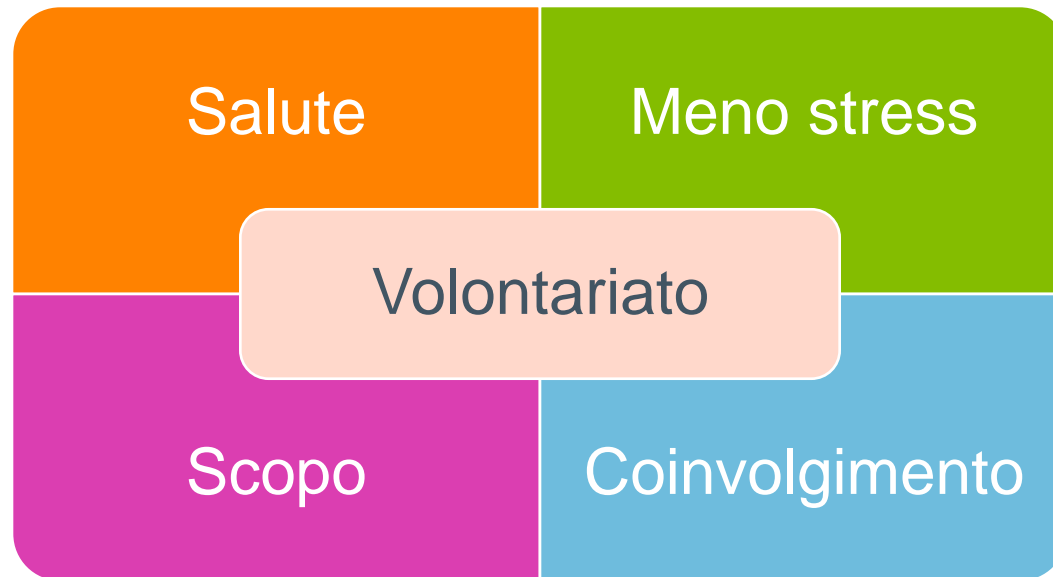 Salute
Meno stress
Volontariato
Scopo
Coinvolgimento